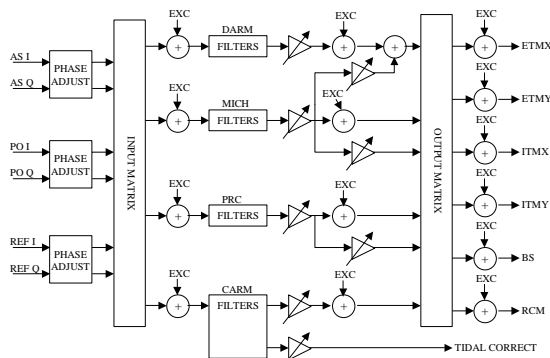 EXC
DARM
EXC
EXC
FILTERS
ETMX
AS I
PHASE
ADJUST
AS Q
EXC
ETMY
EXC
MICH
EXC
FILTERS
EXC
ITMX
PO I
PHASE
ADJUST
PO Q
INPUT MATRIX
OUTPUT MATRIX
EXC
PRC
EXC
EXC
FILTERS
ITMY
REF I
PHASE
ADJUST
REF Q
EXC
BS
EXC
CARM
EXC
EXC
FILTERS
RCM
TIDAL CORRECT